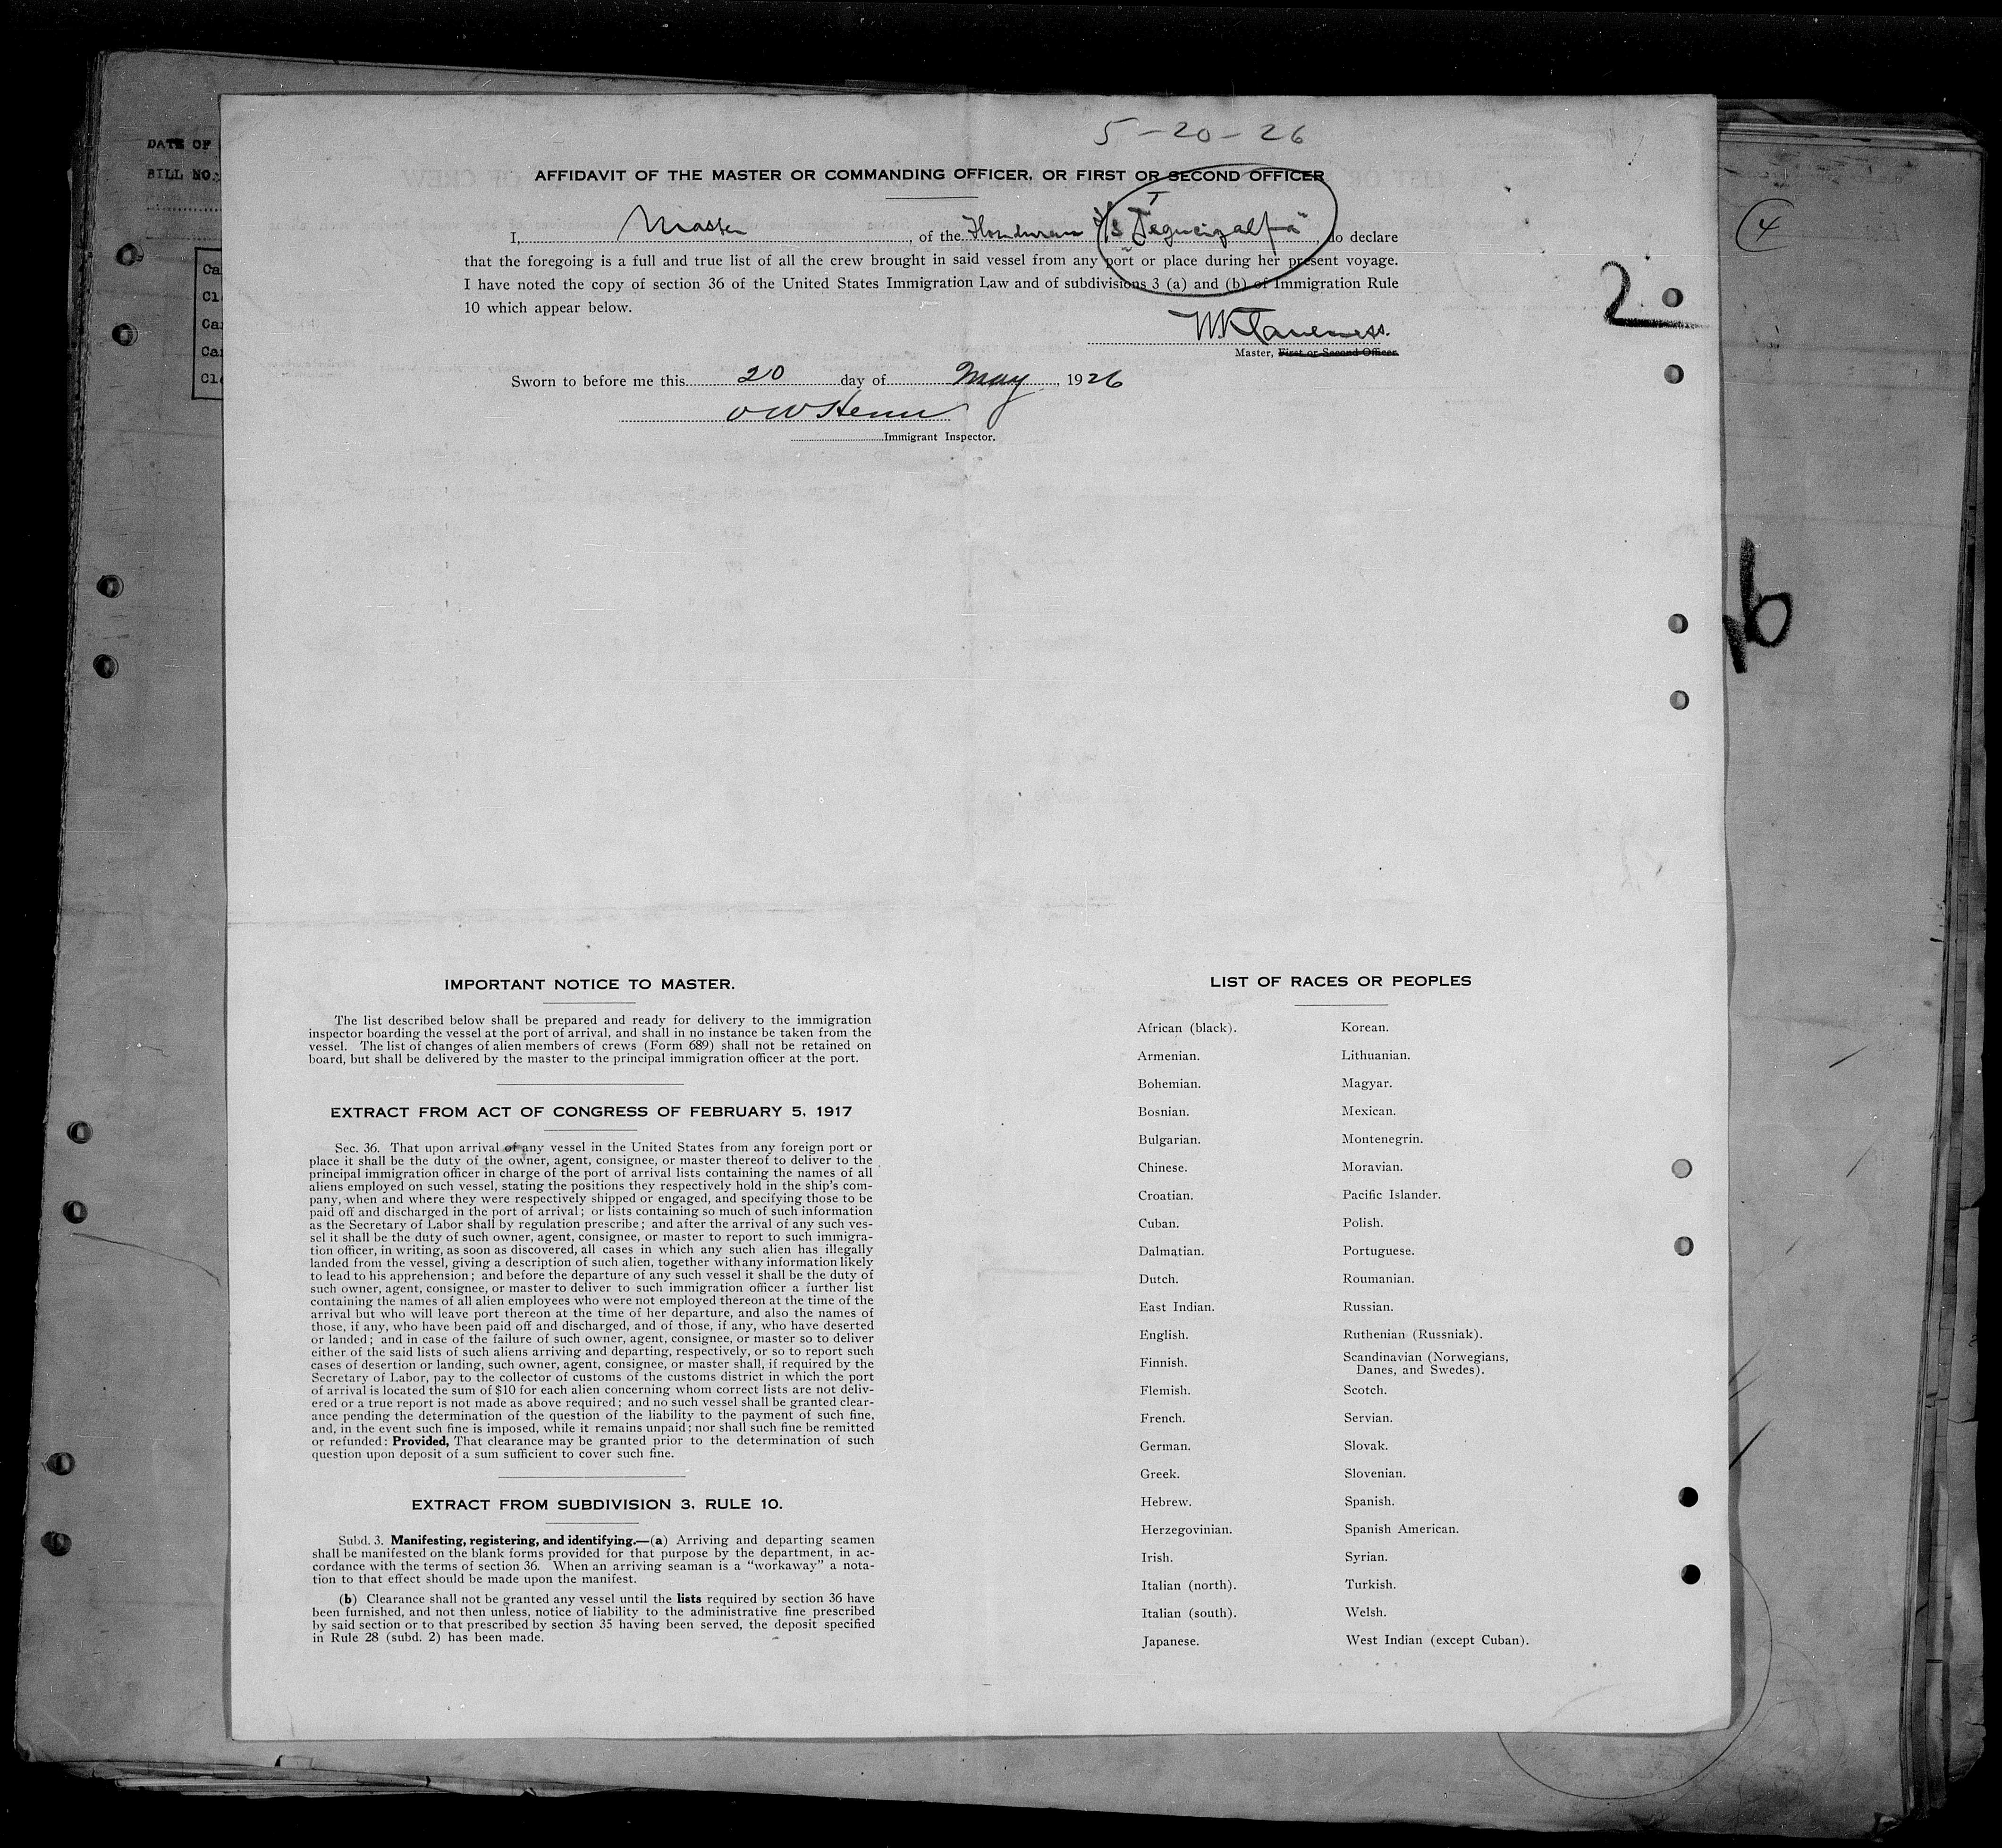 5-20-26
DATE OF
BILL NO.
AFFIDAVIT OF THE MASTER OR COMMANDING OFFICER, OR FIRST OR SECOND OFFICER
4
I, Master, of the Honduran S/S "Tegucigalpa", do declare
that the foregoing is a full and true list of all the crew brought in said vessel from any port or place during her present voyage.
I have noted the copy of section 36 of the United States Immigration Law and of subdivisions 3 (a) and (b) of Immigration Rule
10 which appear below.
2
Master, First or Second Officer.
Sworn to before me this 20 day of May, 1926
Immigrant Inspector.
b
IMPORTANT NOTICE TO MASTER.
The list described below shall be prepared and ready for delivery to the immigration
inspector boarding the vessel at the port of arrival, and shall in no instance be taken from the
vessel. The list of changes of alien members of crews (Form 689) shall not be retained on
board, but shall be delivered by the master to the principal immigration officer at the port.
EXTRACT FROM ACT OF CONGRESS OF FEBRUARY 5, 1917
Sec. 36. That upon arrival of any vessel in the United States from any foreign port or
place it shall be the duty of the owner, agent, consignee, or master thereof to deliver to the
principal immigration officer in charge of the port of arrival lists containing the names of all
aliens employed on such vessel, stating the positions they respectively hold in the ship's com-
pany, when and where they were respectively shipped or engaged, and specifying those to be
paid off and discharged in the port of arrival; or lists containing so much of such information
as the Secretary of Labor shall by regulation prescribe; and after the arrival of any such ves-
sel it shall be the duty of such owner, agent, consignee, or master to report to such immigra-
tion officer, in writing, as soon as discovered, all cases in which any such alien has illegally
landed from the vessel, giving a description of such alien, together with any information likely
to lead to his apprehension; and before the departure of any such vessel it shall be the duty of
such owner, agent, consignee, or master to deliver to such immigration officer a further list
containing the names of all alien employees who were not employed thereon at the time of the
arrival but who will leave port thereon at the time of her departure, and also the names of
those, if any, who have been paid off and discharged, and of those, if any, who have deserted
or landed; and in case of the failure of such owner, agent, consignee, or master so to deliver
either of the said lists of such aliens arriving and departing, respectively, or so to report such
cases of desertion or landing, such owner, agent, consignee, or master shall, if required by the
Secretary of Labor, pay to the collector of customs of the customs district in which the port
of arrival is located the sum of $10 for each alien concerning whom correct lists are not deliv-
ered or a true report is not made as above required; and no such vessel shall be granted clear-
ance pending the determination of the question of the liability to the payment of such fine,
and, in the event such fine is imposed, while it remains unpaid; nor shall such fine be remitted
or refunded: Provided, That clearance may be granted prior to the determination of such
question upon deposit of a sum sufficient to cover such fine.
EXTRACT FROM SUBDIVISION 3, RULE 10.
Subd. 3. Manifesting, registering, and identifying.—(a) Arriving and departing seamen
shall be manifested on the blank forms provided for that purpose by the department, in ac-
cordance with the terms of section 36. When an arriving seaman is a "workaway" a nota-
tion to that effect should be made upon the manifest.
(b) Clearance shall not be granted any vessel until the lists required by section 36 have
been furnished, and not then unless, notice of liability to the administrative fine prescribed
by said section or to that prescribed by section 35 having been served, the deposit specified
in Rule 28 (subd. 2) has been made.
LIST OF RACES OR PEOPLES
African (black).
Armenian.
Bohemian.
Bosnian.
Bulgarian.
Chinese.
Croatian.
Cuban.
Dalmatian.
Dutch.
East Indian.
English.
Finnish.
Flemish.
French.
German.
Greek.
Hebrew.
Herzegovinian.
Irish.
Italian (north).
Italian (south).
Japanese.
Korean.
Lithuanian.
Magyar.
Mexican.
Montenegrin.
Moravian.
Pacific Islander.
Polish.
Portuguese.
Roumanian.
Russian.
Ruthenian (Russniak).
Scandinavian (Norwegians,
Danes, and Swedes).
Scotch.
Servian.
Slovak.
Slovenian.
Spanish.
Spanish American.
Syrian.
Turkish.
Welsh.
West Indian (except Cuban).